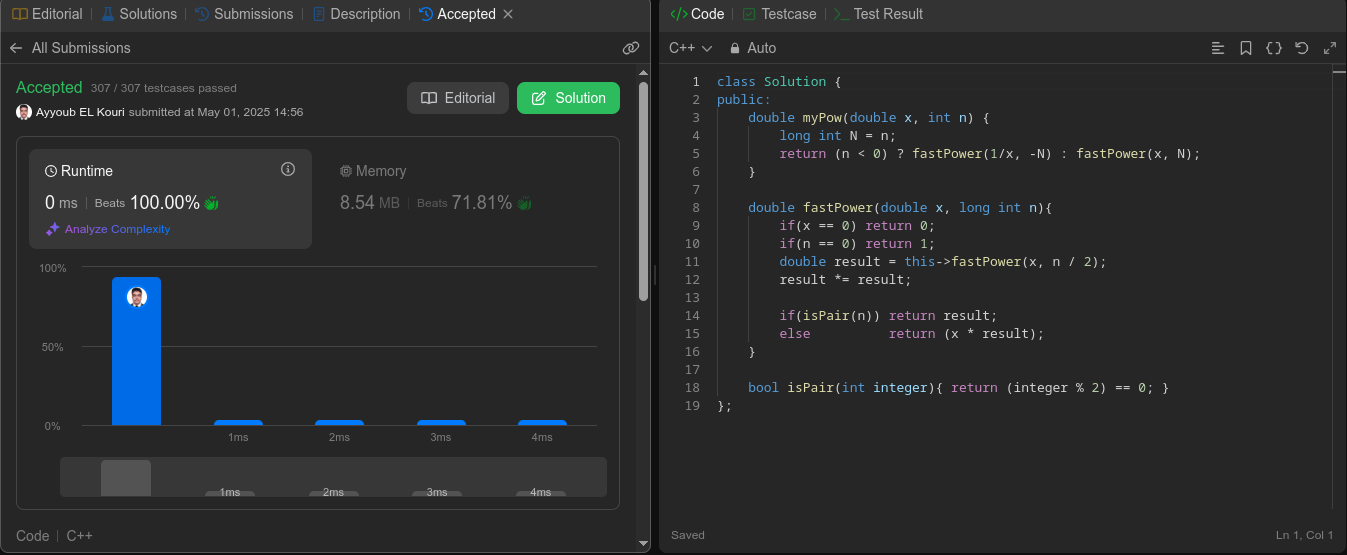 Editorial | Solutions | Submissions | Description | Accepted ×
All Submissions
Accepted 307 / 307 testcases passed
Ayyoub EL Kouri submitted at May 01, 2025 14:56
Editorial
Solution
Runtime
0 ms | Beats 100.00%
Analyze Complexity
Memory
8.54 MB | Beats 71.81%
100%
50%
0%
1ms 2ms 3ms 4ms
1ms 2ms 3ms 4ms
Code | C++
</> Code | Testcase | >_ Test Result
C++ Auto
1 class Solution {
2 public:
3     double myPow(double x, int n) {
4         long int N = n;
5         return (n < 0) ? fastPower(1/x, -N) : fastPower(x, N);
6     }
7
8     double fastPower(double x, long int n){
9         if(x == 0) return 0;
10         if(n == 0) return 1;
11         double result = this->fastPower(x, n / 2);
12         result *= result;
13
14         if(isPair(n)) return result;
15         else          return (x * result);
16     }
17
18     bool isPair(int integer){ return (integer % 2) == 0; }
19 };
Saved
Ln 1, Col 1